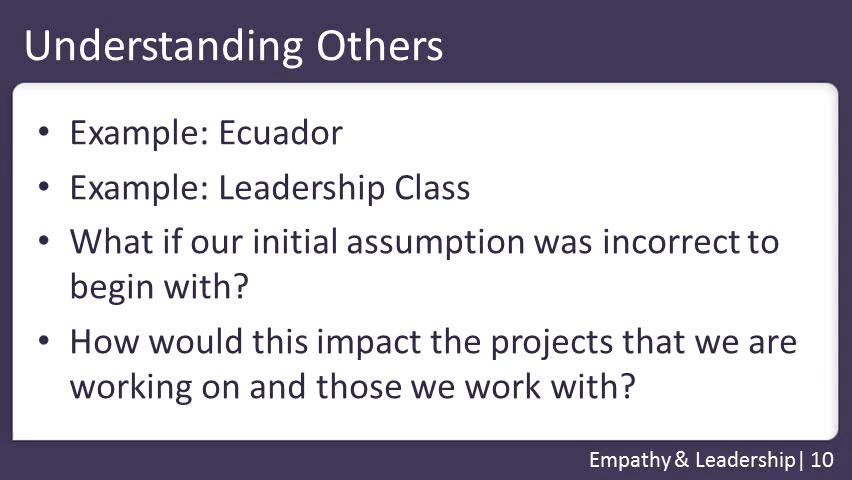 Understanding Others
• Example: Ecuador
• Example: Leadership Class
• What if our initial assumption was incorrect to
begin with?
• How would this impact the projects that we are
working on and those we work with?
Empathy & Leadership| 10